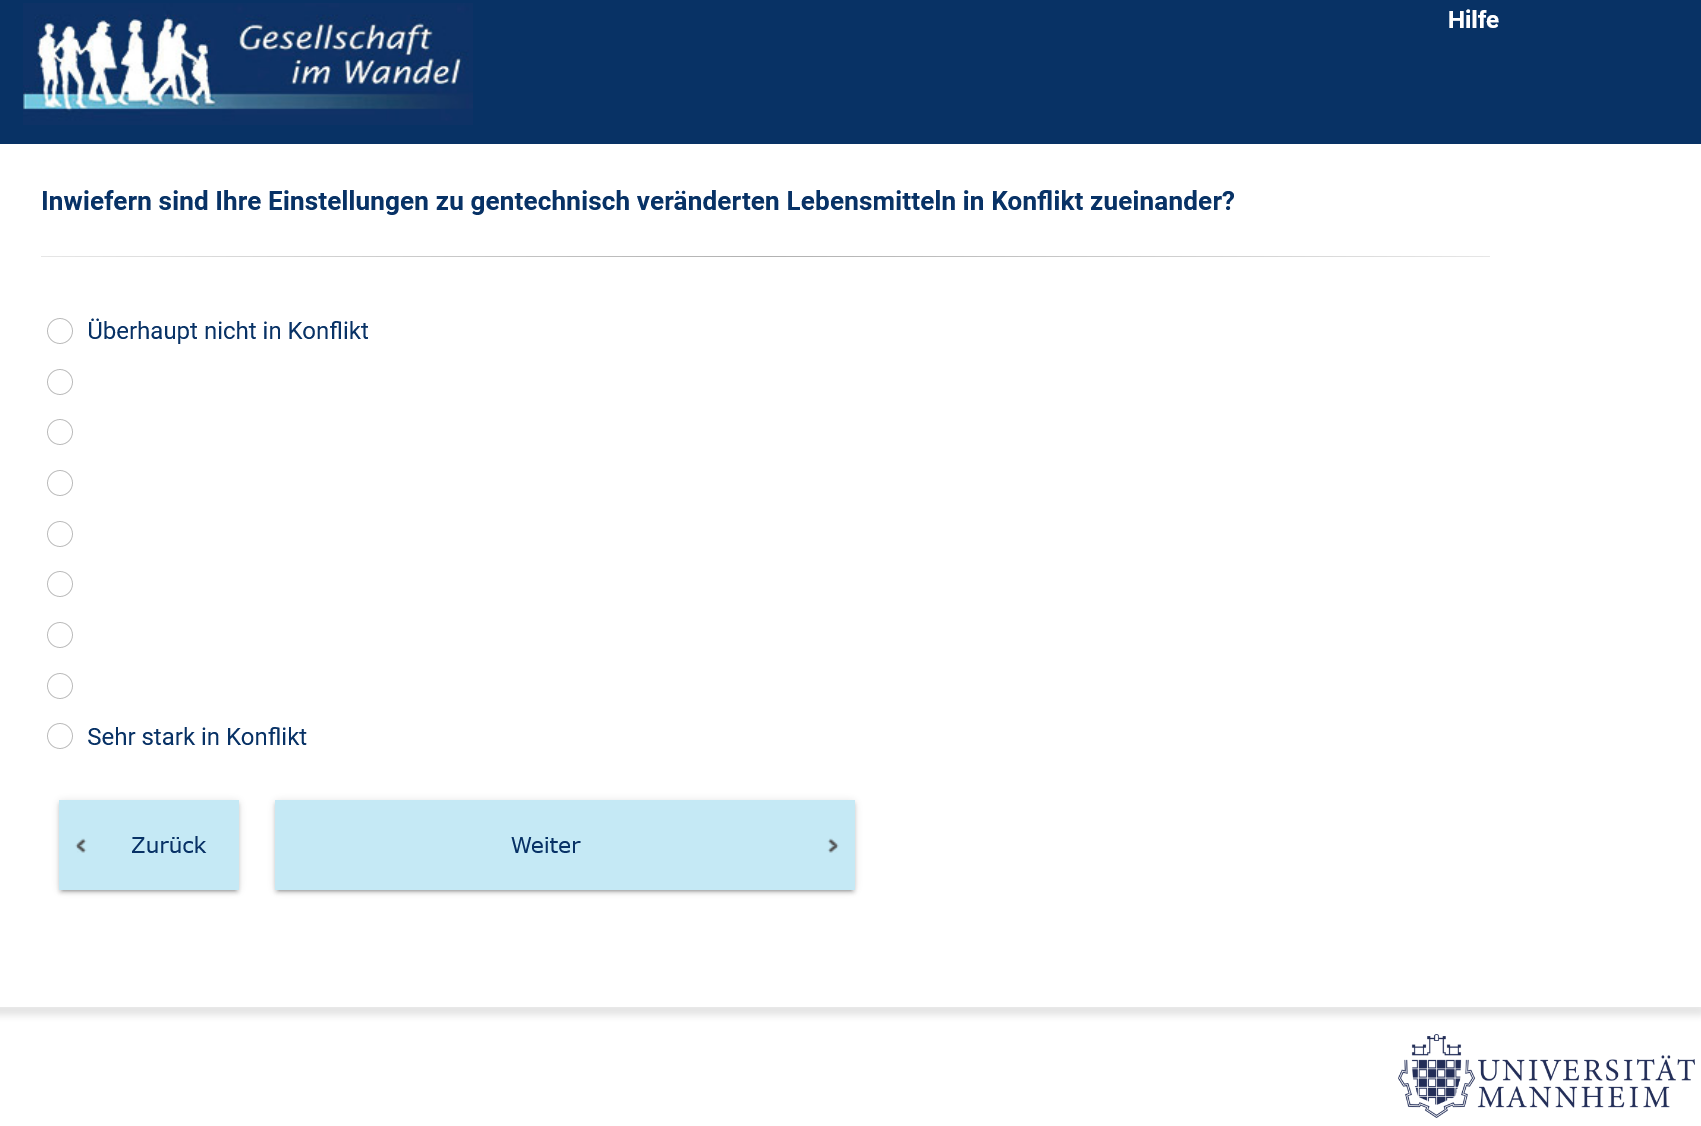 Gesellschaft
im Wandel
Hilfe
Inwiefern sind Ihre Einstellungen zu gentechnisch veränderten Lebensmitteln in Konflikt zueinander?
Überhaupt nicht in Konflikt
Sehr stark in Konflikt
Zurück
Weiter
UNIVERSITÄT
MANNHEIM